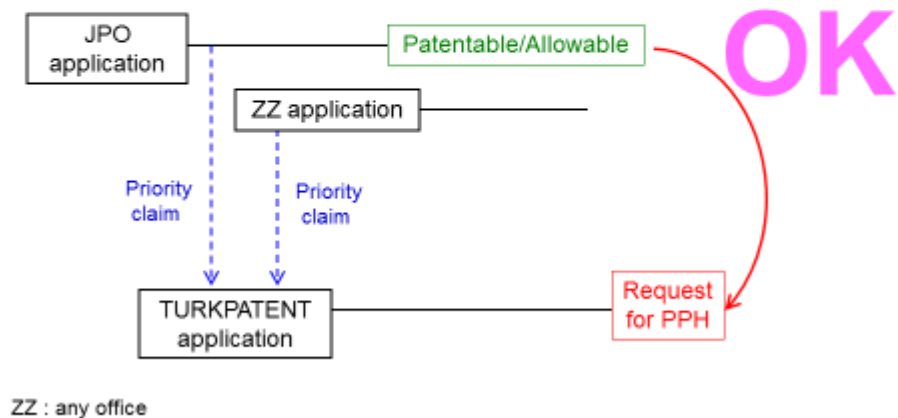 JPO
application
Patentable/Allowable
OK
ZZ application
Priority
claim
Priority
claim
TURKPATENT
application
Request
for PPH
ZZ : any office